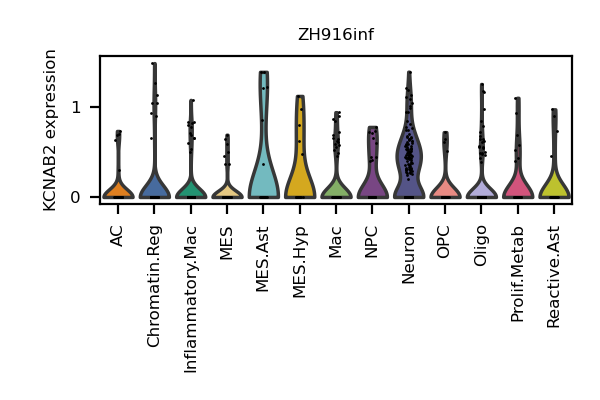 ZH916inf
KCNAB2 expression
1
0
AC
Chromatin.Reg
Inflammatory.Mac
MES
MES.Ast
MES.Hyp
Mac
NPC
Neuron
OPC
Oligo
Prolif.Metab
Reactive.Ast